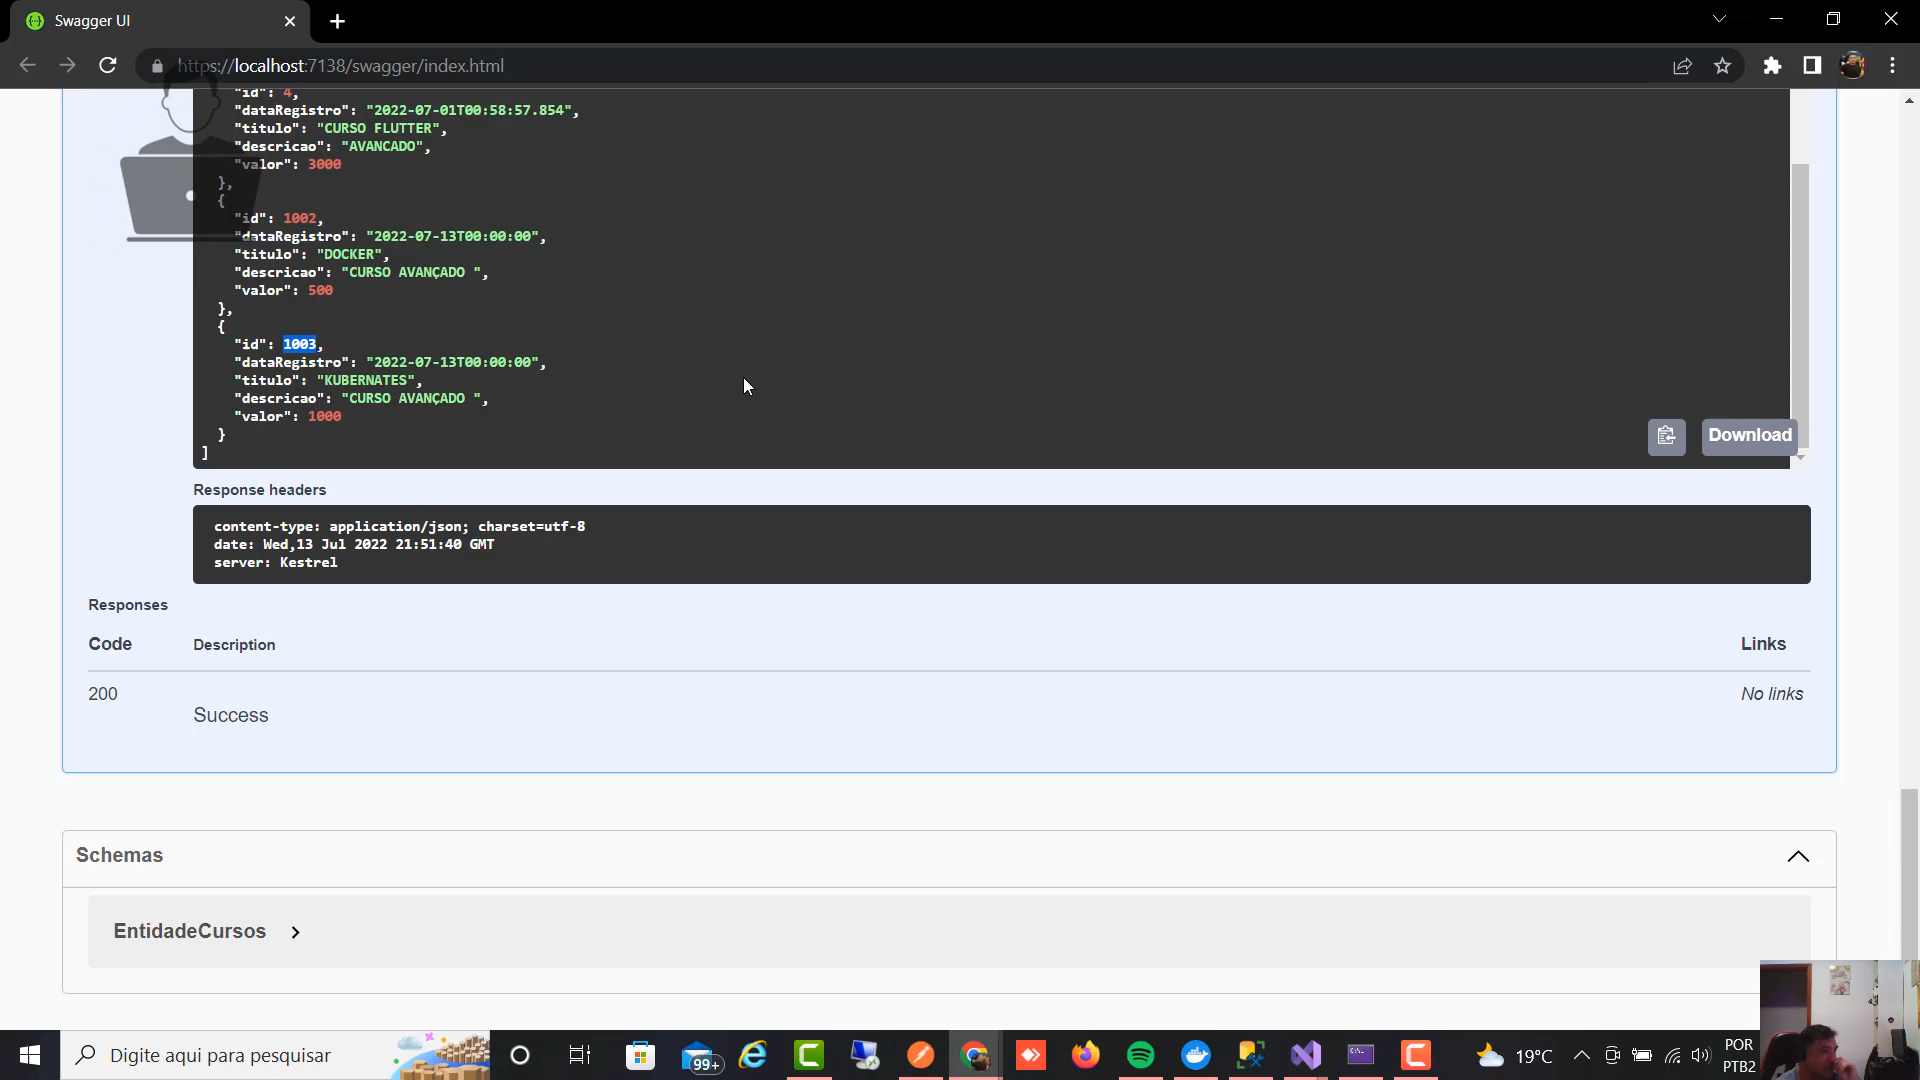 Swagger UI
https://localhost:7138/swagger/index.html
"id": 4,
"dataRegistro": "2022-07-01T00:58:57.854",
"titulo": "CURSO FLUTTER",
"descricao": "AVANCADO",
"valor": 3000
},
{
"id": 1002,
"dataRegistro": "2022-07-13T00:00:00",
"titulo": "DOCKER",
"descricao": "CURSO AVANÇADO ",
"valor": 500
},
{
"id": 1003,
"dataRegistro": "2022-07-13T00:00:00",
"titulo": "KUBERNATES",
"descricao": "CURSO AVANÇADO ",
"valor": 1000
}
]
Download
Response headers
content-type: application/json; charset=utf-8
date: Wed,13 Jul 2022 21:51:40 GMT
server: Kestrel
Responses
Code Description Links
200 No links
Success
Schemas
EntidadeCursos
Digite aqui para pesquisar
99+
19°C
POR
PTB2